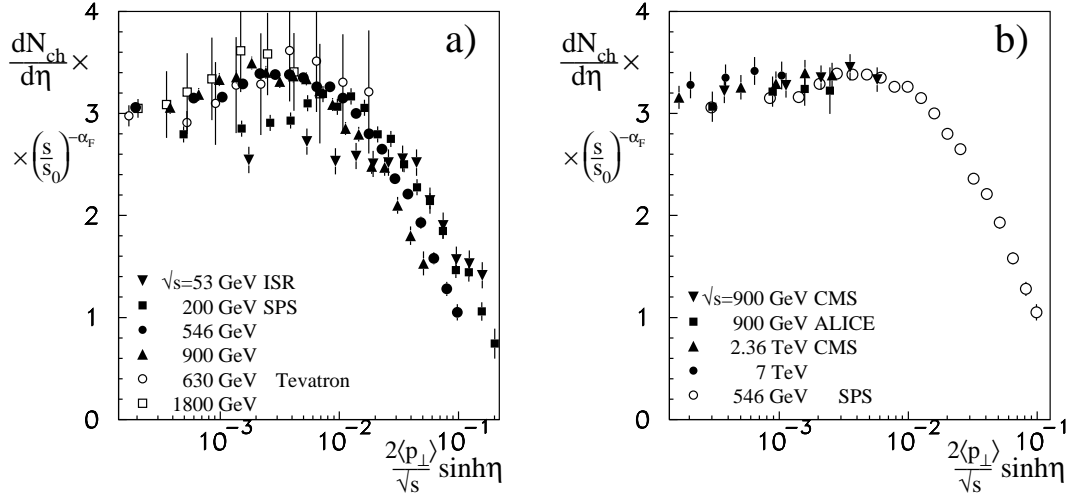 a)
dN_ch/dη ×
× (s/s_0)^{-α_F}
4
3
2
1
0
√s=53 GeV ISR
200 GeV SPS
546 GeV
900 GeV
630 GeV Tevatron
1800 GeV
10^{-3} 10^{-2} 10^{-1}
2⟨p_⊥⟩/√s sinhη
b)
dN_ch/dη ×
× (s/s_0)^{-α_F}
4
3
2
1
0
√s=900 GeV CMS
900 GeV ALICE
2.36 TeV CMS
7 TeV
546 GeV SPS
10^{-3} 10^{-2} 10^{-1}
2⟨p_⊥⟩/√s sinhη